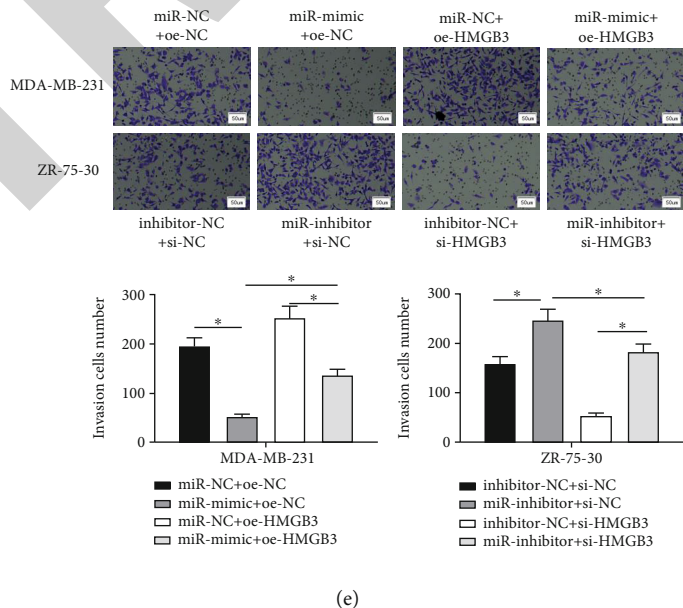 miR-NC
+oe-NC
miR-mimic
+oe-NC
miR-NC+
oe-HMGB3
miR-mimic+
oe-HMGB3
MDA-MB-231
50um
50um
50um
50um
ZR-75-30
50um
50um
50um
50um
inhibitor-NC
+si-NC
miR-inhibitor
+si-NC
inhibitor-NC+
si-HMGB3
miR-inhibitor+
si-HMGB3
Invasion cells number
300
200
100
0
*
*
*
MDA-MB-231
miR-NC+oe-NC
miR-mimic+oe-NC
miR-NC+oe-HMGB3
miR-mimic+oe-HMGB3
Invasion cells number
300
200
100
0
*
*
*
ZR-75-30
inhibitor-NC+si-NC
miR-inhibitor+si-NC
inhibitor-NC+si-HMGB3
miR-inhibitor+si-HMGB3
(e)